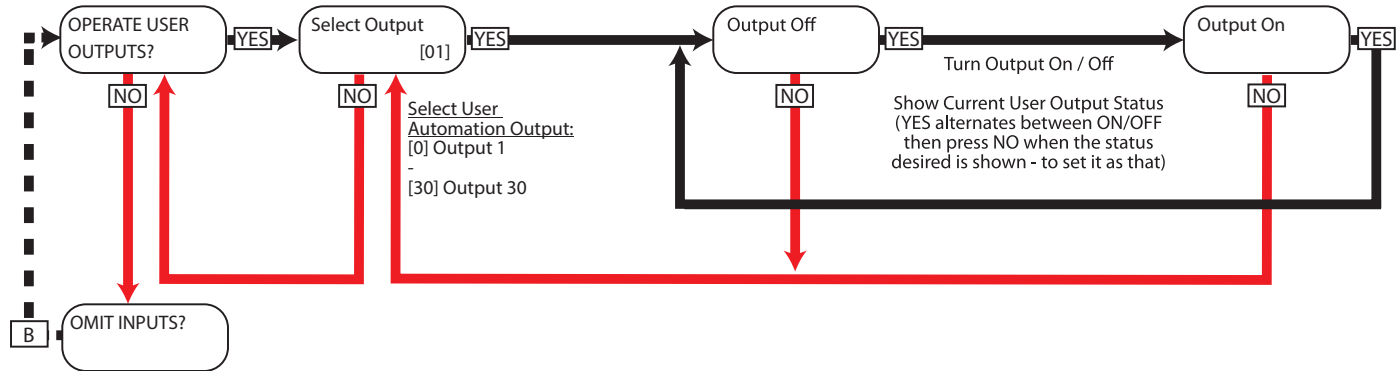 OPERATE USER
OUTPUTS?
YES
Select Output
[01]
YES
Output Off
YES
Output On
YES
NO
NO
Select User
Automation Output:
[0] Output 1
-
[30] Output 30
NO
Turn Output On / Off
Show Current User Output Status
(YES alternates between ON/OFF
then press NO when the status
desired is shown - to set it as that)
NO
OMIT INPUTS?
B